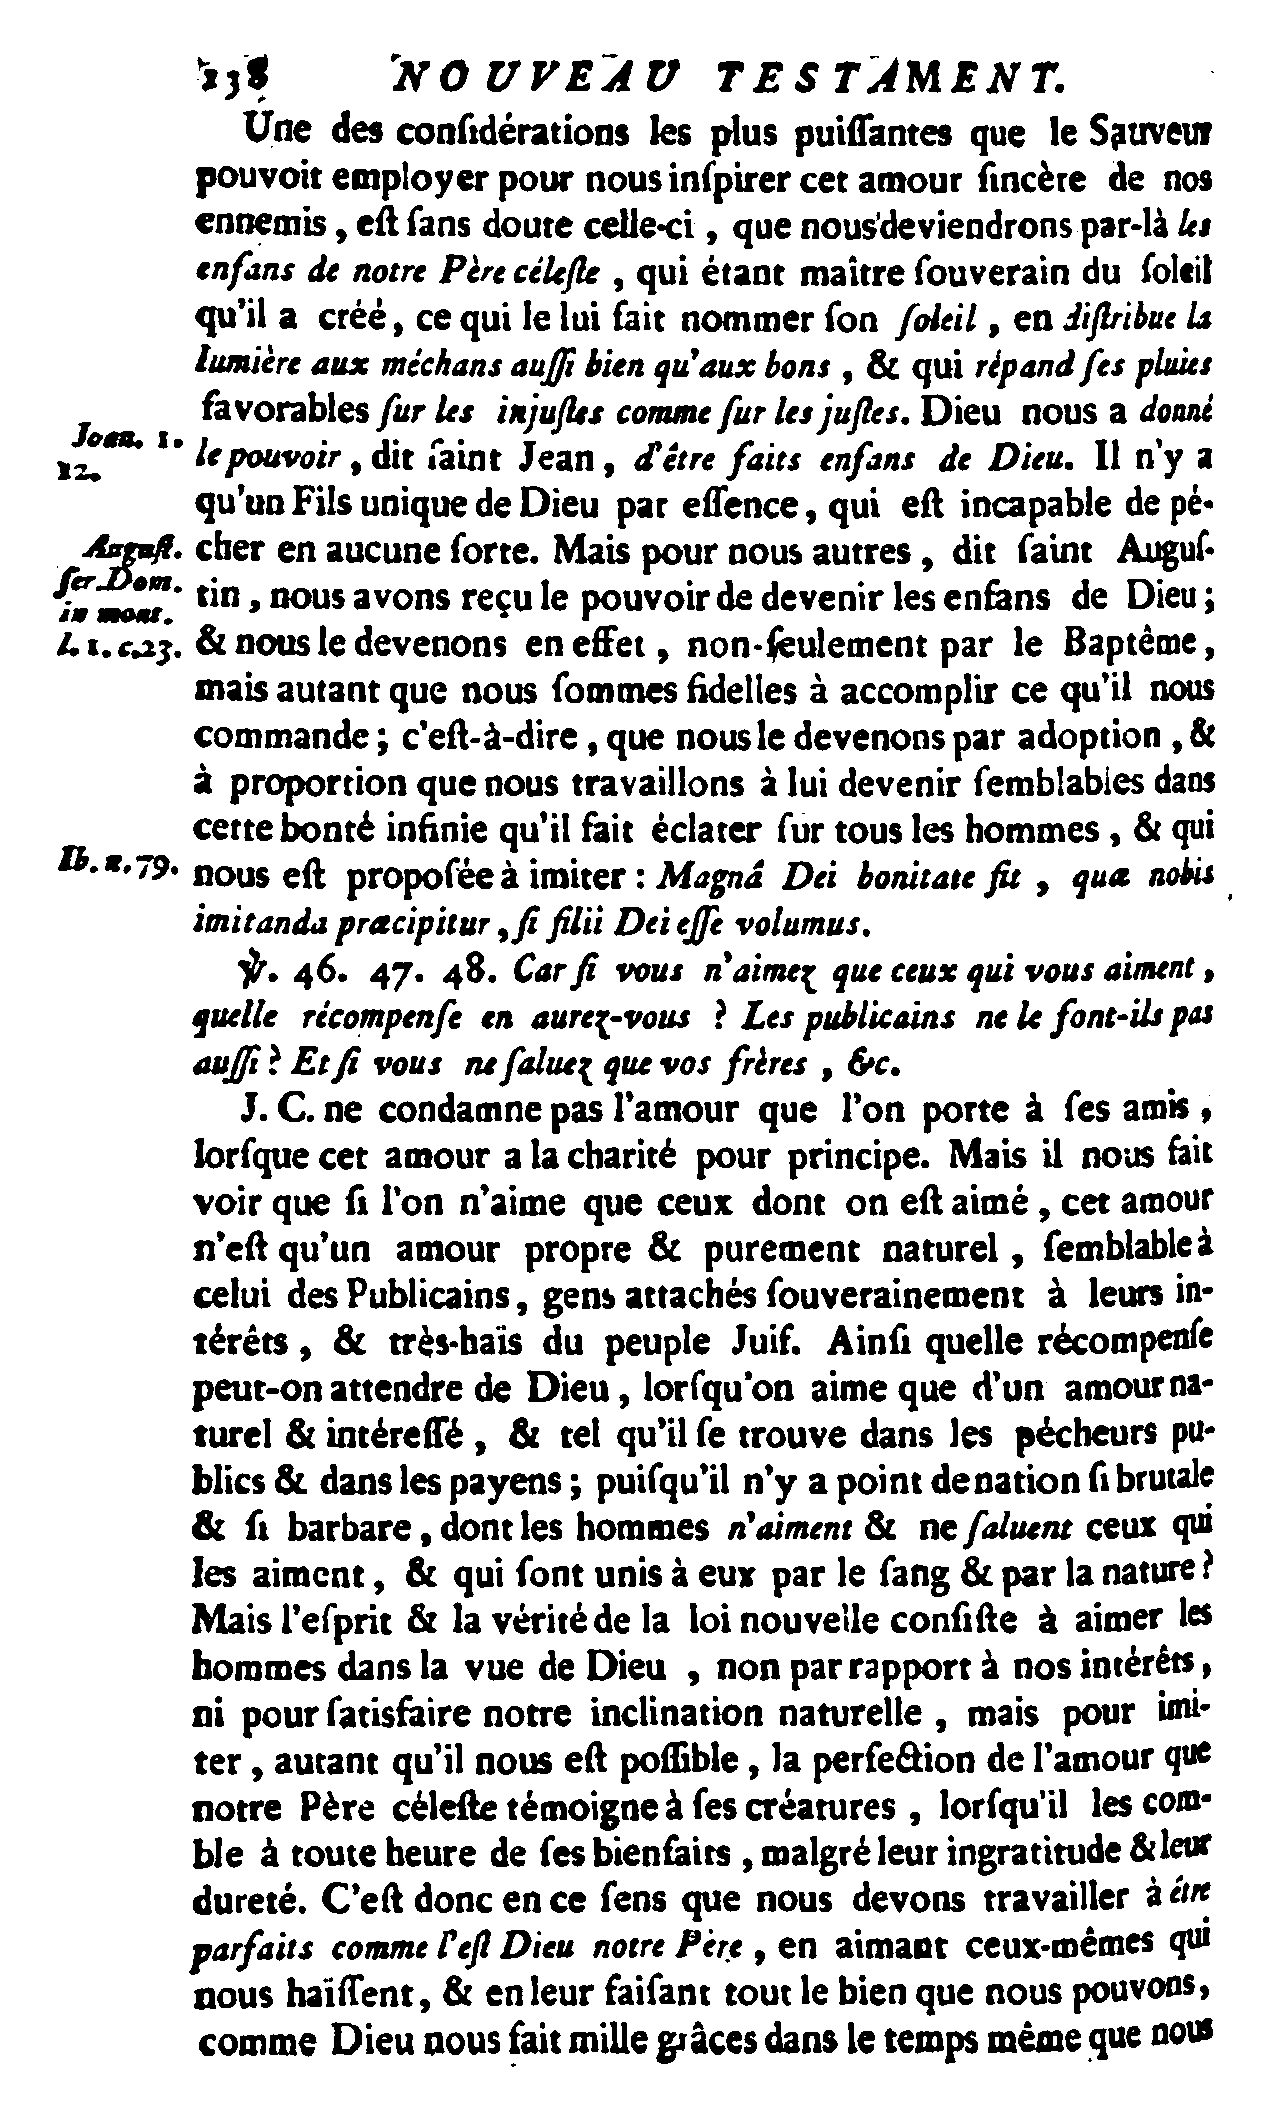 138 NOUVEAU TESTAMENT.
Une des conſidérations les plus puiſſantes que le Sauveur
pouvoit employer pour nous inſpirer cet amour ſincère de nos
ennemis, eſt ſans doute celle-ci, que nous deviendrons par-là les
enfans de notre Père céleſte, qui étant maître ſouverain du ſoleil
qu'il a créé, ce qui le lui fait nommer ſon ſoleil, en diſtribue la
lumière aux méchans auſſi bien qu'aux bons, & qui répand ſes pluies
favorables ſur les injuſtes comme ſur les juſtes. Dieu nous a donné
Joan. 1.
12.
le pouvoir, dit ſaint Jean, d'être faits enfans de Dieu. Il n'y a
qu'un Fils unique de Dieu par eſſence, qui eſt incapable de pé-
Auguſt.
ſer. Dom.
in mont.
l. 1. c. 23.
cher en aucune ſorte. Mais pour nous autres, dit ſaint Auguſ-
tin, nous avons reçu le pouvoir de devenir les enfans de Dieu;
& nous le devenons en effet, non-ſeulement par le Baptême,
mais autant que nous ſommes fidelles à accomplir ce qu'il nous
commande; c'eſt-à-dire, que nous le devenons par adoption, &
à proportion que nous travaillons à lui devenir ſemblables dans
cette bonté infinie qu'il fait éclater ſur tous les hommes, & qui
Ib. n. 79.
nous eſt propoſée à imiter: Magnâ Dei bonitate fit, quæ nobis
imitanda præcipitur, ſi filii Dei eſſe volumus.
℣. 46. 47. 48. Car ſi vous n'aimez que ceux qui vous aiment,
quelle récompenſe en aurez-vous? Les publicains ne le font-ils pas
auſſi? Et ſi vous ne ſaluez que vos frères, &c.
J. C. ne condamne pas l'amour que l'on porte à ſes amis,
lorſque cet amour a la charité pour principe. Mais il nous fait
voir que ſi l'on n'aime que ceux dont on eſt aimé, cet amour
n'eſt qu'un amour propre & purement naturel, ſemblable à
celui des Publicains, gens attachés ſouverainement à leurs in-
térêts, & très-haïs du peuple Juif. Ainſi quelle récompenſe
peut-on attendre de Dieu, lorſqu'on aime que d'un amour na-
turel & intéreſſé, & tel qu'il ſe trouve dans les pécheurs pu-
blics & dans les payens; puiſqu'il n'y a point de nation ſi brutale
& ſi barbare, dont les hommes n'aiment & ne ſaluent ceux qui
les aiment, & qui ſont unis à eux par le ſang & par la nature?
Mais l'eſprit & la vérité de la loi nouvelle conſiſte à aimer les
hommes dans la vue de Dieu, non par rapport à nos intérêts,
ni pour ſatisfaire notre inclination naturelle, mais pour imi-
ter, autant qu'il nous eſt poſſible, la perfection de l'amour que
notre Père céleſte témoigne à ſes créatures, lorſqu'il les com-
ble à toute heure de ſes bienfaits, malgré leur ingratitude & leur
dureté. C'eſt donc en ce ſens que nous devons travailler à être
parfaits comme l'eſt Dieu notre Père, en aimant ceux-mêmes qui
nous haïſſent, & en leur faiſant tout le bien que nous pouvons,
comme Dieu nous fait mille grâces dans le temps même que nous